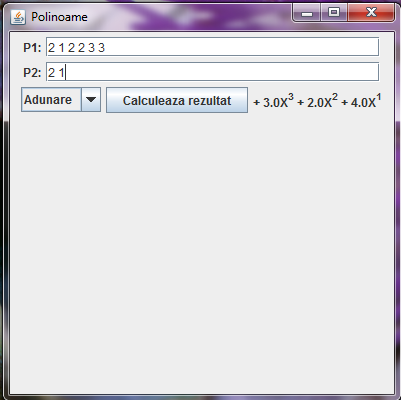 Polinoame
P1: 2 1 2 2 3 3
P2: 2 1
Adunare Calculeaza rezultat + 3.0X³ + 2.0X² + 4.0X¹